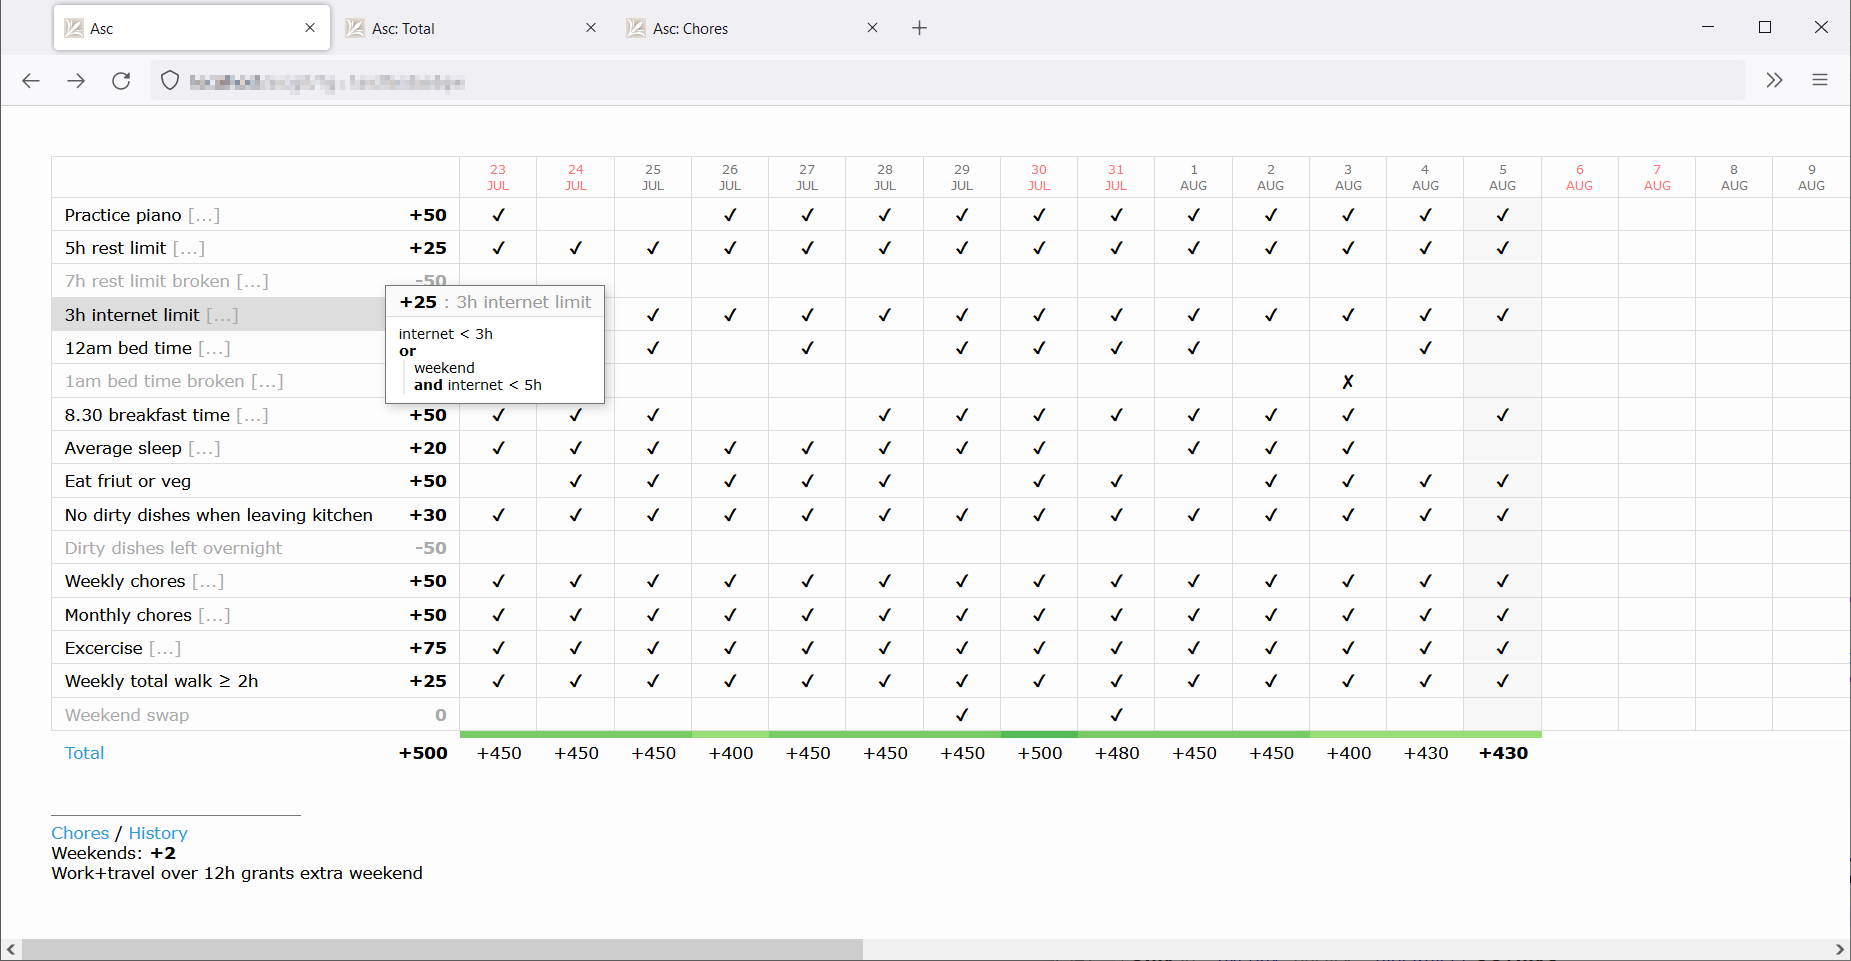 Asc
Asc: Total
Asc: Chores
23 JUL 24 JUL 25 JUL 26 JUL 27 JUL 28 JUL 29 JUL 30 JUL 31 JUL 1 AUG 2 AUG 3 AUG 4 AUG 5 AUG 6 AUG 7 AUG 8 AUG 9 AUG
Practice piano [...] +50 ✓ ✓ ✓ ✓ ✓ ✓ ✓ ✓ ✓ ✓ ✓ ✓
5h rest limit [...] +25 ✓ ✓ ✓ ✓ ✓ ✓ ✓ ✓ ✓ ✓ ✓ ✓ ✓ ✓
7h rest limit broken [...] -50
3h internet limit [...] ✓ ✓ ✓ ✓ ✓ ✓ ✓ ✓ ✓ ✓ ✓ ✓
+25 : 3h internet limit
internet < 3h
or
weekend
and internet < 5h
12am bed time [...] ✓ ✓ ✓ ✓ ✓ ✓ ✓
1am bed time broken [...] ✗
8.30 breakfast time [...] +50 ✓ ✓ ✓ ✓ ✓ ✓ ✓ ✓ ✓ ✓ ✓
Average sleep [...] +20 ✓ ✓ ✓ ✓ ✓ ✓ ✓ ✓ ✓ ✓ ✓
Eat friut or veg +50 ✓ ✓ ✓ ✓ ✓ ✓ ✓ ✓ ✓ ✓ ✓
No dirty dishes when leaving kitchen +30 ✓ ✓ ✓ ✓ ✓ ✓ ✓ ✓ ✓ ✓ ✓ ✓ ✓ ✓
Dirty dishes left overnight -50
Weekly chores [...] +50 ✓ ✓ ✓ ✓ ✓ ✓ ✓ ✓ ✓ ✓ ✓ ✓ ✓ ✓
Monthly chores [...] +50 ✓ ✓ ✓ ✓ ✓ ✓ ✓ ✓ ✓ ✓ ✓ ✓ ✓ ✓
Excercise [...] +75 ✓ ✓ ✓ ✓ ✓ ✓ ✓ ✓ ✓ ✓ ✓ ✓ ✓ ✓
Weekly total walk ≥ 2h +25 ✓ ✓ ✓ ✓ ✓ ✓ ✓ ✓ ✓ ✓ ✓ ✓ ✓ ✓
Weekend swap 0 ✓ ✓
Total +500 +450 +450 +450 +400 +450 +450 +450 +500 +480 +450 +450 +400 +430 +430
Chores / History
Weekends: +2
Work+travel over 12h grants extra weekend